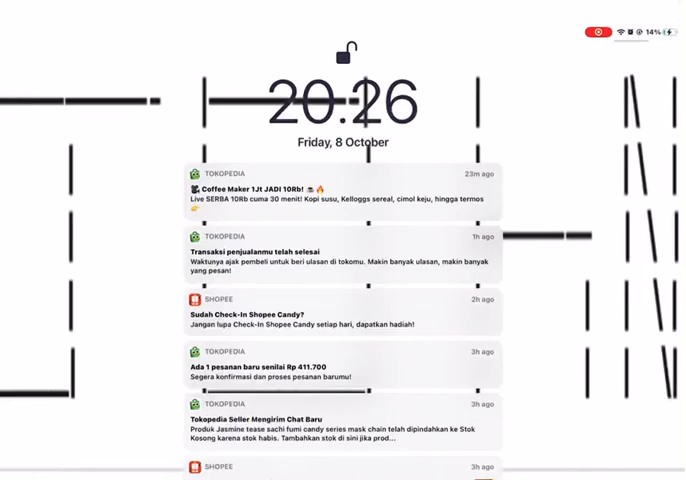 14%
20.26
Friday, 8 October
TOKOPEDIA
23m ago
Coffee Maker 1Jt JADI 10Rb! ☕🔥
Live SERBA 10Rb cuma 30 menit! Kopi susu, Kelloggs sereal, cimol keju, hingga termos
👉
TOKOPEDIA
1h ago
Transaksi penjualanmu telah selesai
Waktunya ajak pembeli untuk beri ulasan di tokomu. Makin banyak ulasan, makin banyak
yang pesan!
SHOPEE
2h ago
Sudah Check-In Shopee Candy?
Jangan lupa Check-In Shopee Candy setiap hari, dapatkan hadiah!
TOKOPEDIA
3h ago
Ada 1 pesanan baru senilai Rp 411.700
Segera konfirmasi dan proses pesanan barumu!
TOKOPEDIA
3h ago
Tokopedia Seller Mengirim Chat Baru
Produk Jasmine tease sachi fumi candy series mask chain telah dipindahkan ke Stok
Kosong karena stok habis. Tambahkan stok di sini jika prod...
SHOPEE
3h ago